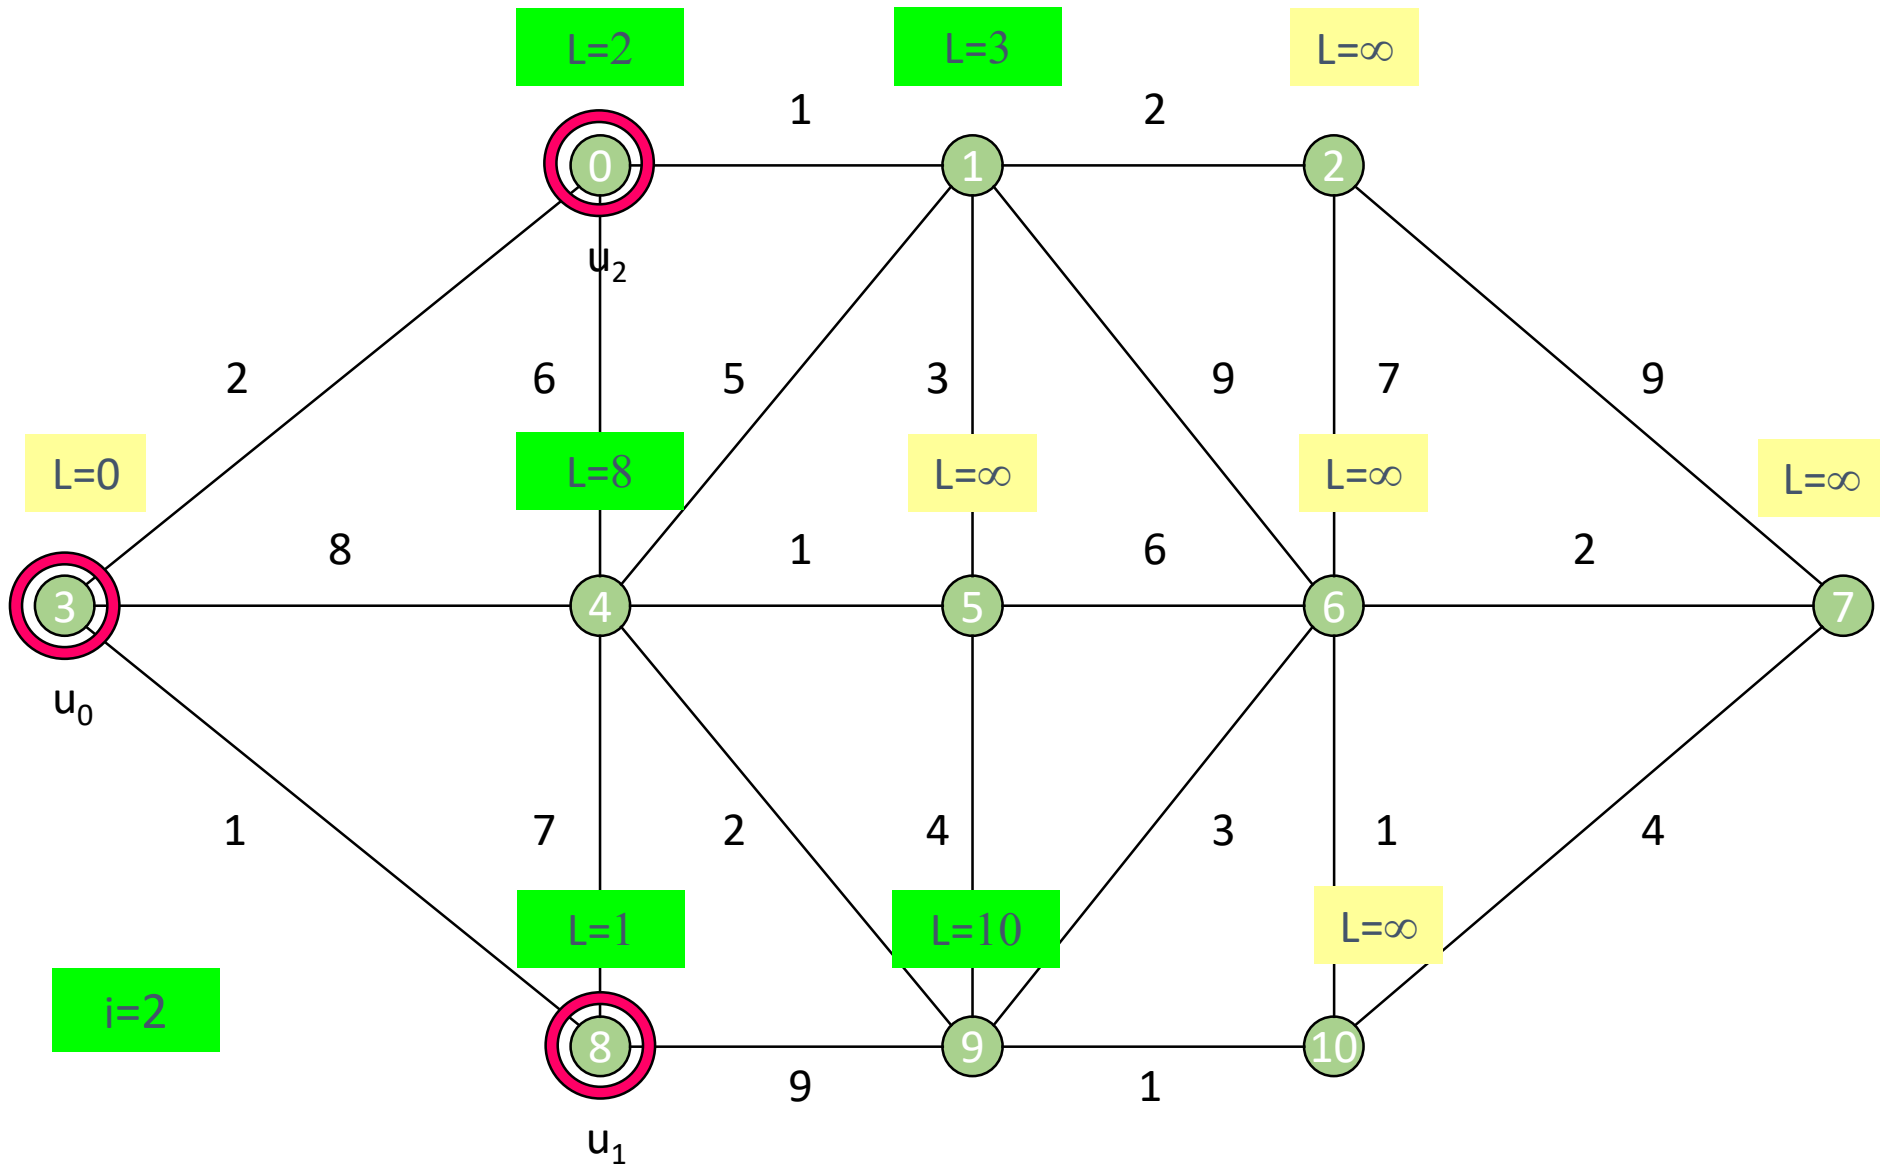 L=2 L=3 L=∞
1 2
0 1 2
u2
2 6 5 3 9 7 9
L=0 L=8 L=∞ L=∞ L=∞
8 1 6 2
3 4 5 6 7
u0
1 7 2 4 3 1 4
L=1 L=10 L=∞
i=2
8 9 10
9 1
u1